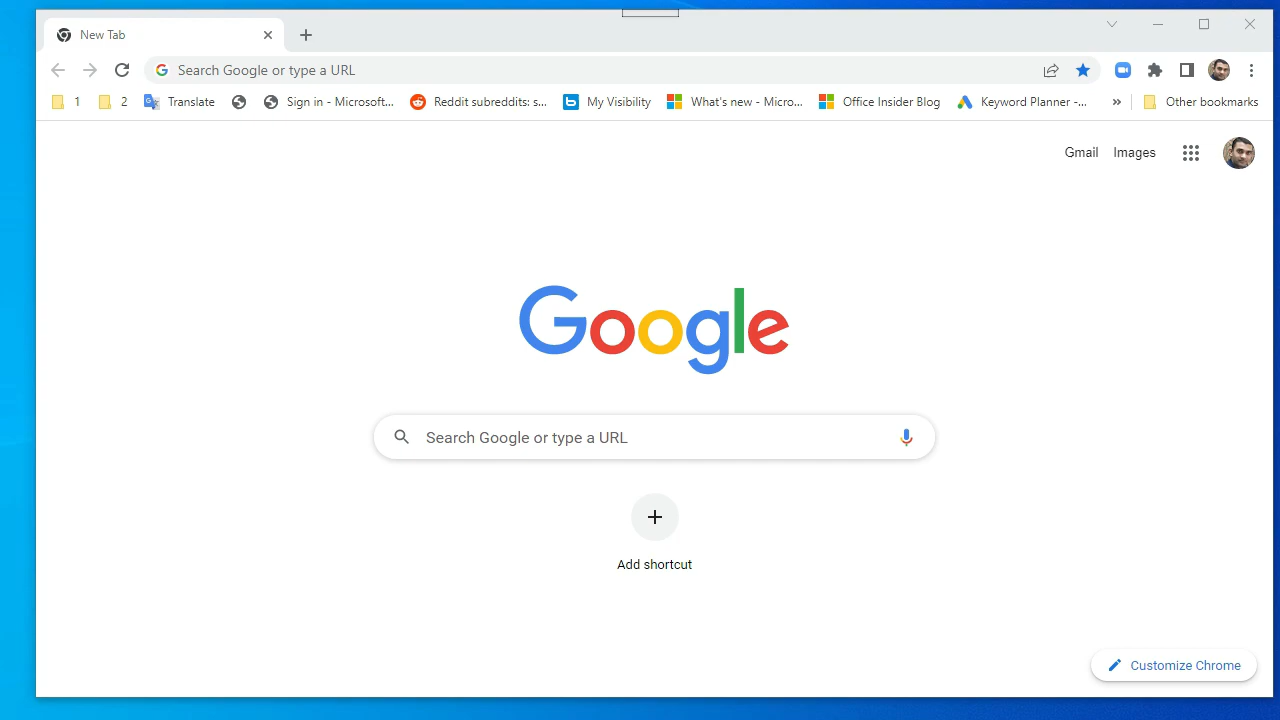 New Tab
Search Google or type a URL
1 2 Translate Sign in - Microsoft... Reddit subreddits: s... My Visibility What's new - Micro... Office Insider Blog Keyword Planner -... » Other bookmarks
Gmail Images
Google
Search Google or type a URL
Add shortcut
Customize Chrome